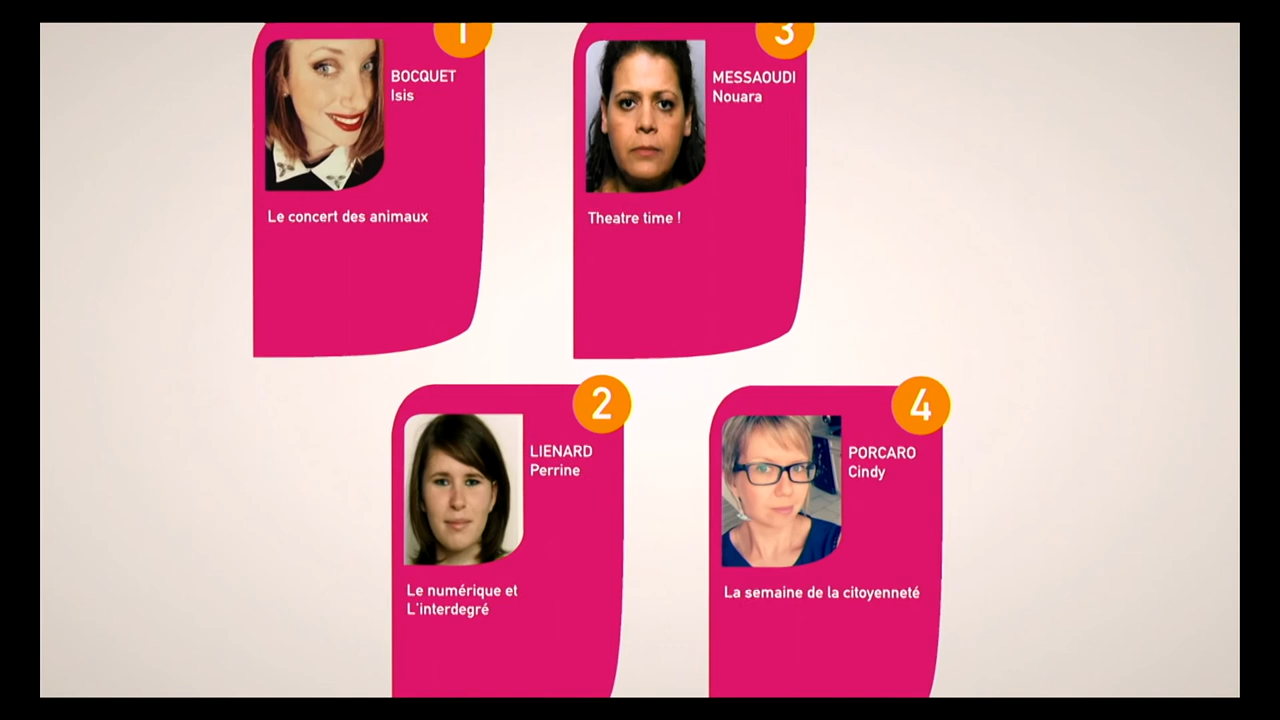 1
BOCQUET
Isis
Le concert des animaux
3
MESSAOUDI
Nouara
Theatre time !
2
LIENARD
Perrine
Le numérique et
L'interdegré
4
PORCARO
Cindy
La semaine de la citoyenneté